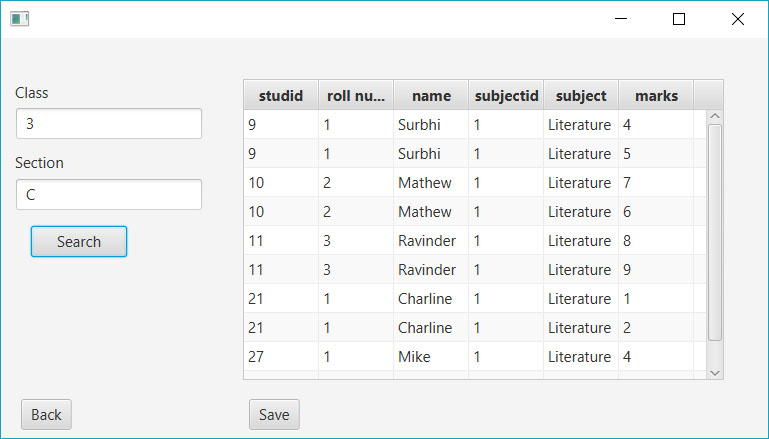 Class
3
Section
C
Search
studid roll nu... name subjectid subject marks
9 1 Surbhi 1 Literature 4
9 1 Surbhi 1 Literature 5
10 2 Mathew 1 Literature 7
10 2 Mathew 1 Literature 6
11 3 Ravinder 1 Literature 8
11 3 Ravinder 1 Literature 9
21 1 Charline 1 Literature 1
21 1 Charline 1 Literature 2
27 1 Mike 1 Literature 4
Back Save